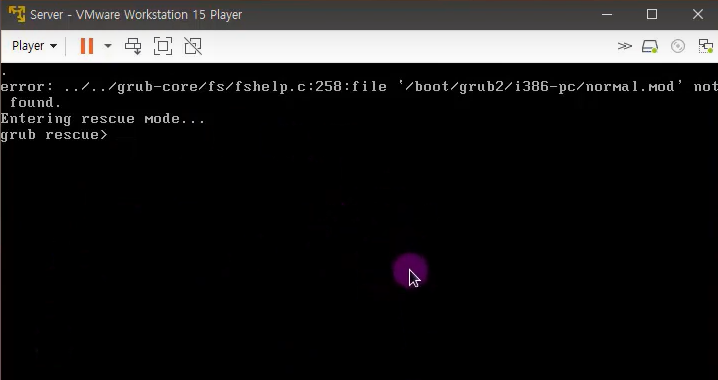 Server - VMware Workstation 15 Player
Player
.
error: ../../grub-core/fs/fshelp.c:258:file `/boot/grub2/i386-pc/normal.mod' not
found.
Entering rescue mode...
grub rescue>